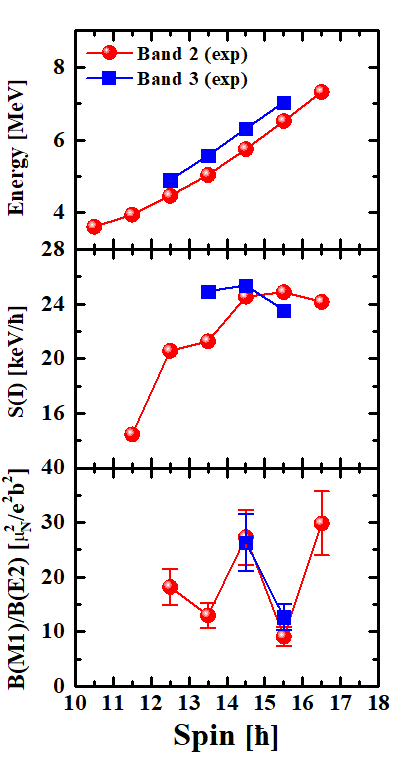 Band 2 (exp)
Band 3 (exp)
Energy [MeV]
8
6
4
S(I) [keV/ħ]
28
24
20
16
B(M1)/B(E2) [μ²N/e²b²]
40
30
20
10
0
10 11 12 13 14 15 16 17 18
Spin [ħ]